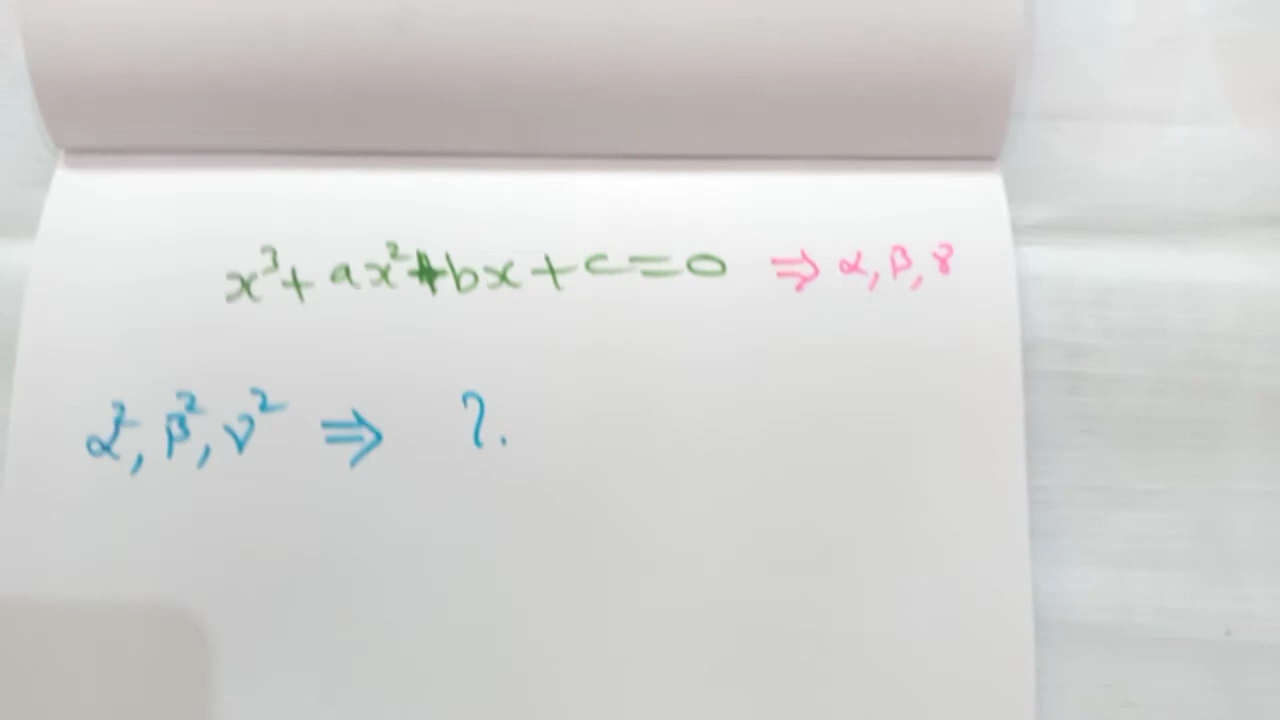 x³ + ax² + bx + c = 0 ⇒ α, β, γ
α², β², γ² ⇒ ?.